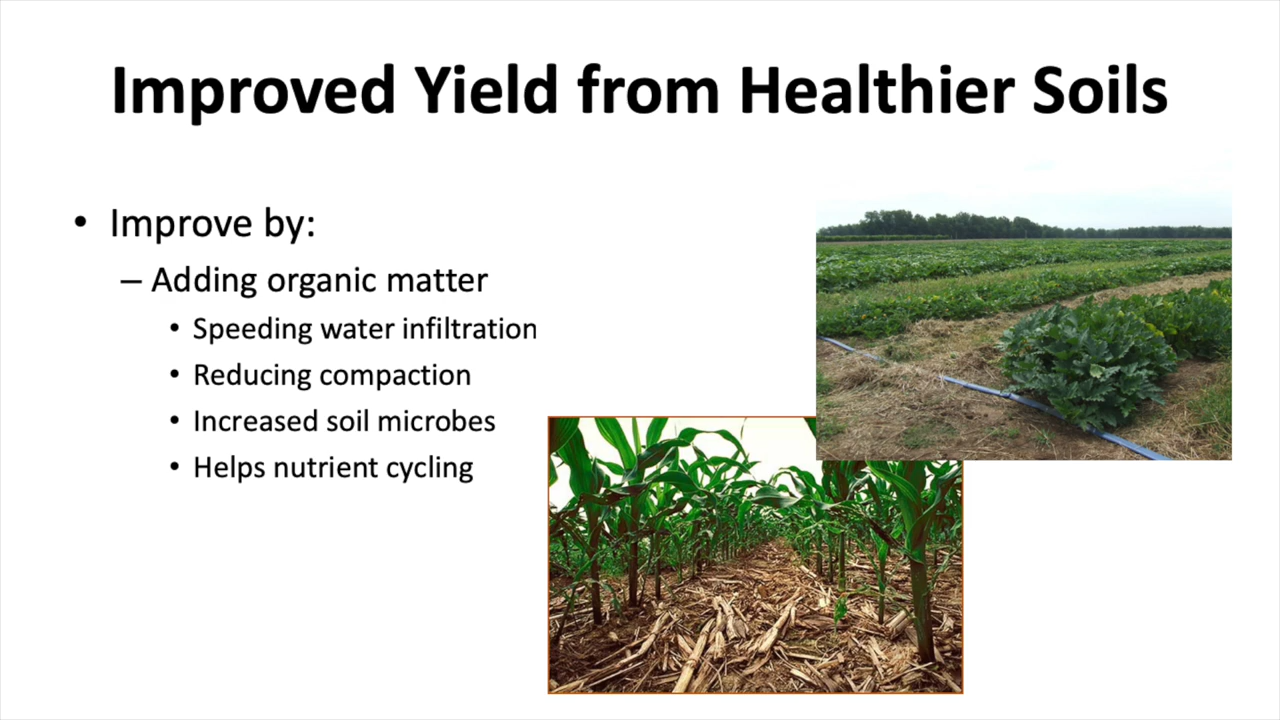 Improved Yield from Healthier Soils
• Improve by:
– Adding organic matter
• Speeding water infiltration
• Reducing compaction
• Increased soil microbes
• Helps nutrient cycling